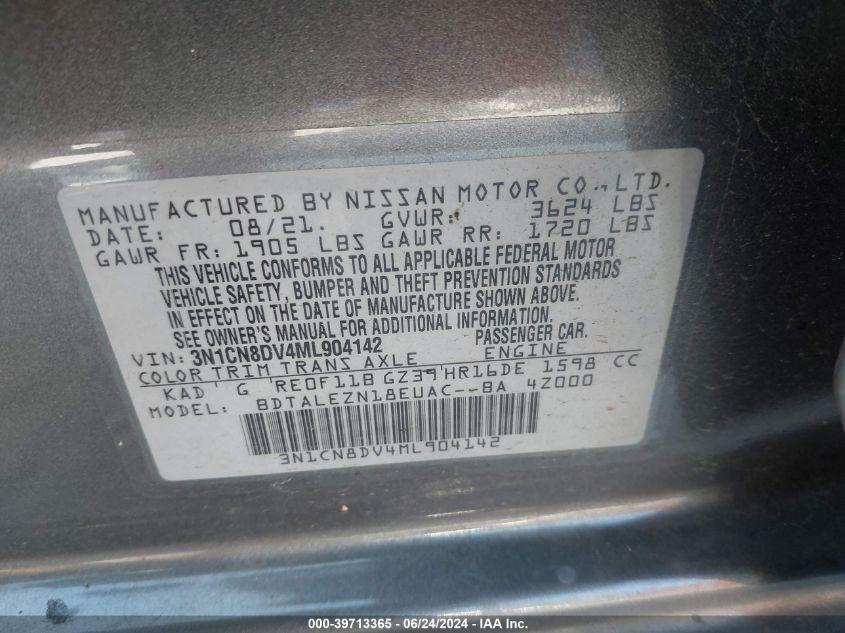 MANUFACTURED BY NISSAN MOTOR CO., LTD.
DATE: 08/21. GVWR: 3624 LBS
GAWR FR: 1905 LBS GAWR RR: 1720 LBS
THIS VEHICLE CONFORMS TO ALL APPLICABLE FEDERAL MOTOR
VEHICLE SAFETY, BUMPER AND THEFT PREVENTION STANDARDS
IN EFFECT ON THE DATE OF MANUFACTURE SHOWN ABOVE.
SEE OWNER'S MANUAL FOR ADDITIONAL INFORMATION.
VIN: 3N1CN8DV4ML904142 PASSENGER CAR.
COLOR TRIM TRANS AXLE ENGINE
KAD G RE0F11B GZ39 HR16DE 1598 CC
MODEL: BDTALEZN18EUAC--BA 4Z000
3N1CN8DV4ML904142
000-39713365 - 06/24/2024 - IAA Inc.